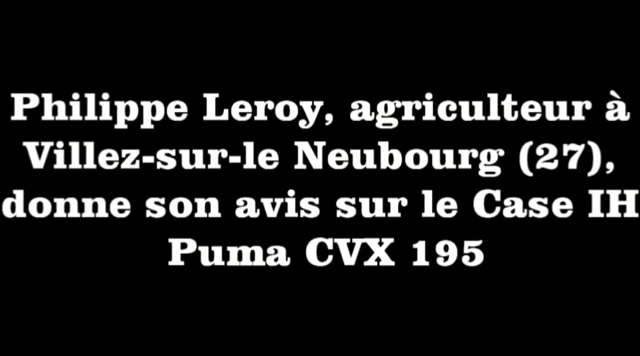 Philippe Leroy, agriculteur à
Villez-sur-le Neubourg (27),
donne son avis sur le Case IH
Puma CVX 195